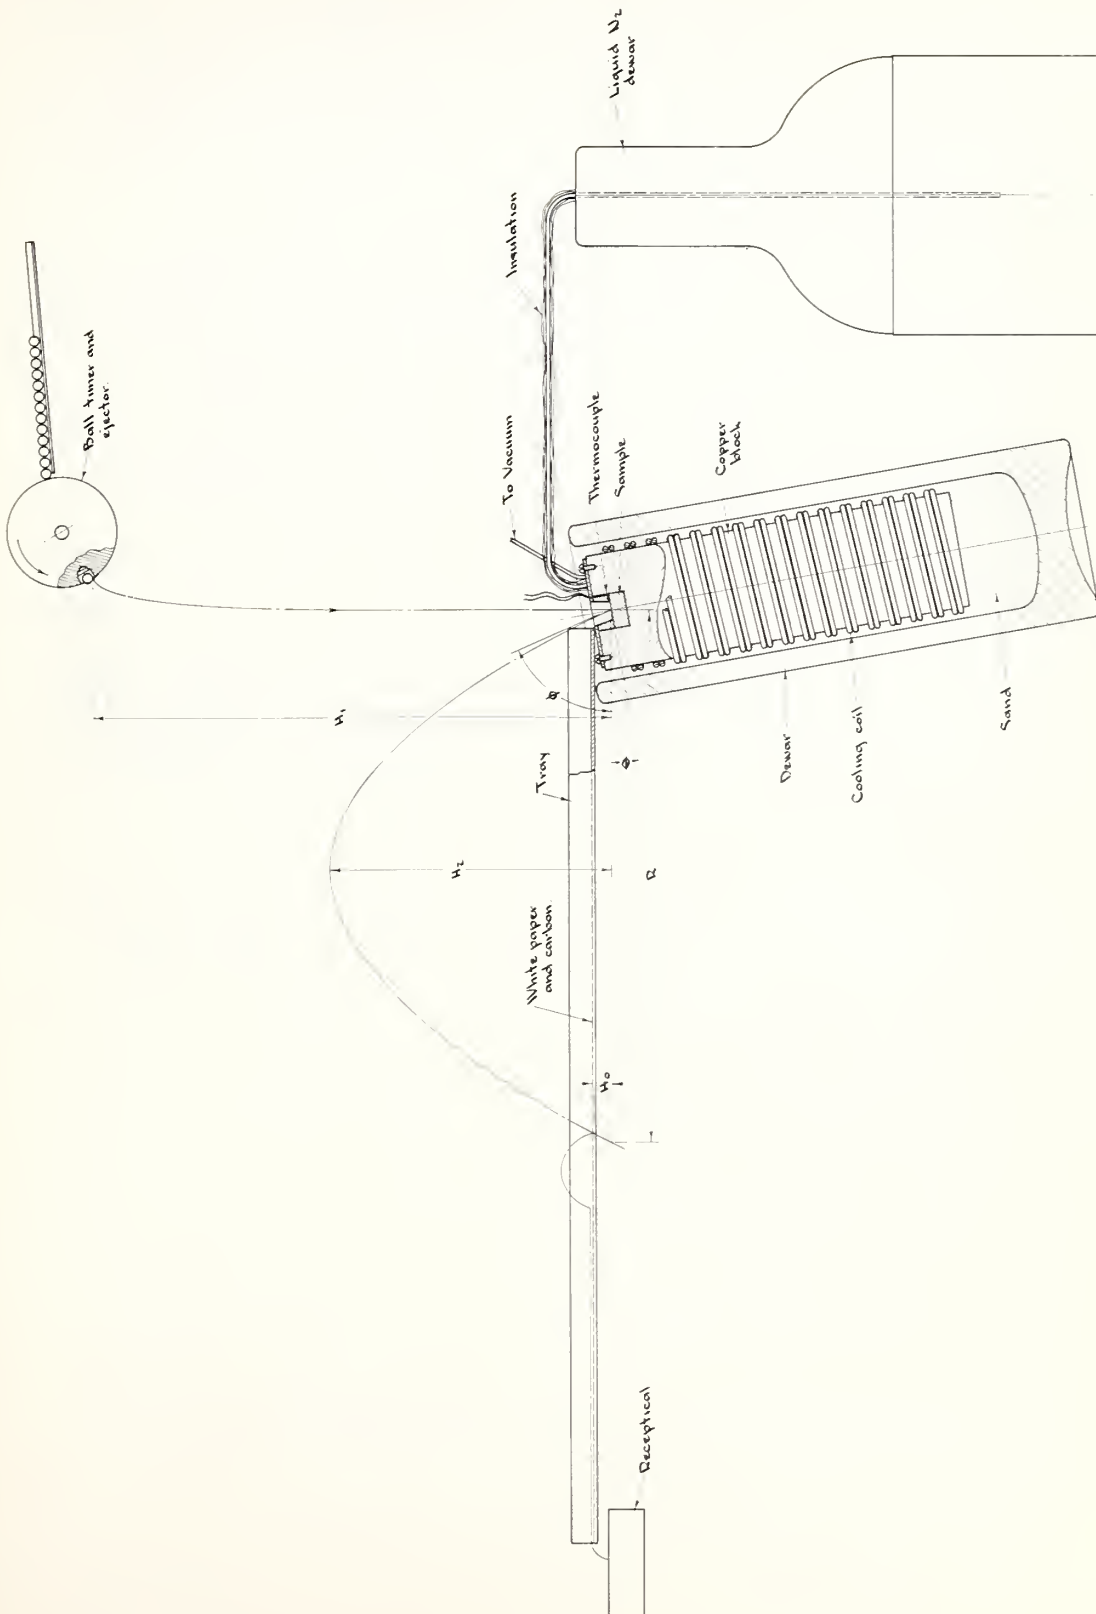 Liquid N2
dewar
Insulation
Ball timer and
ejector.
To Vacuum
Thermocouple
Sample
Copper
block
H1
ø
Tray
θ
H2
R
White paper
and carbon.
H0
Dewar
Cooling coil
Sand
Receptical